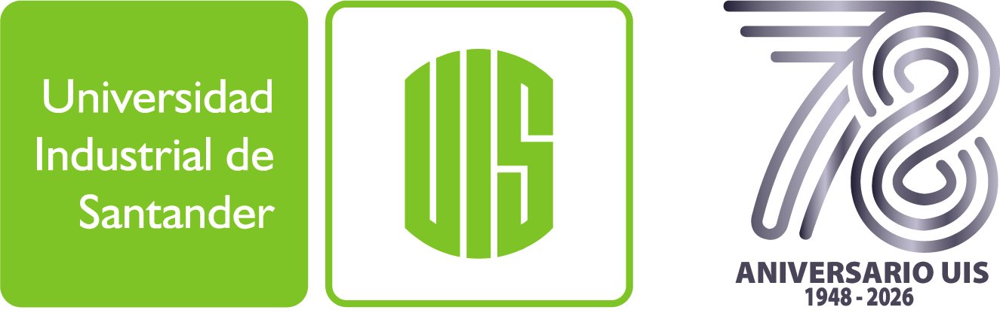 Universidad
Industrial de
Santander
UIS
78
ANIVERSARIO UIS
1948 - 2026